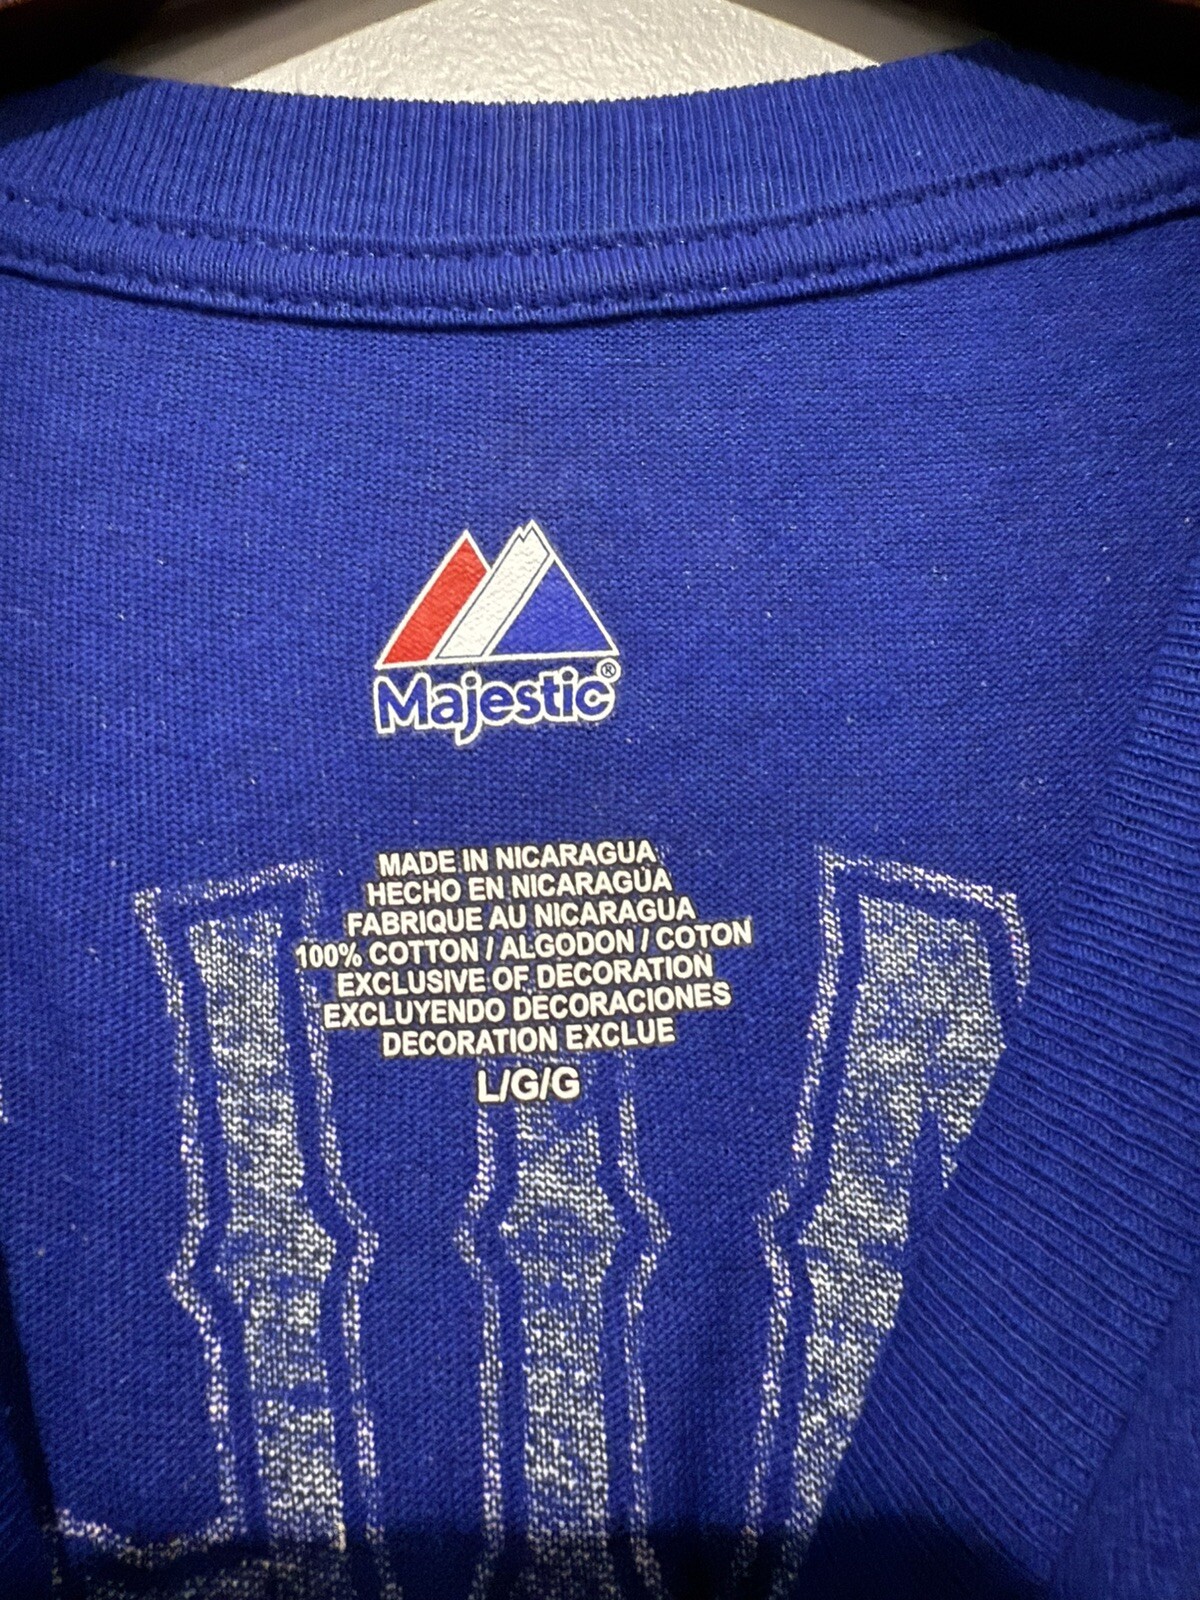 Majestic®
MADE IN NICARAGUA
HECHO EN NICARAGUA
FABRIQUE AU NICARAGUA
100% COTTON / ALGODON / COTON
EXCLUSIVE OF DECORATION
EXCLUYENDO DECORACIONES
DECORATION EXCLUE
L/G/G